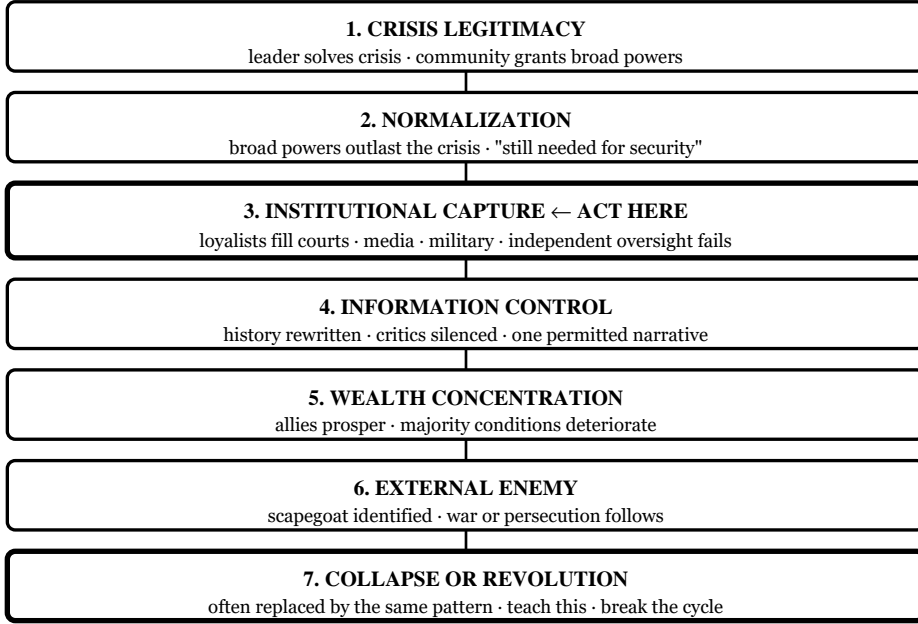 1. CRISIS LEGITIMACY
leader solves crisis · community grants broad powers
2. NORMALIZATION
broad powers outlast the crisis · "still needed for security"
3. INSTITUTIONAL CAPTURE ← ACT HERE
loyalists fill courts · media · military · independent oversight fails
4. INFORMATION CONTROL
history rewritten · critics silenced · one permitted narrative
5. WEALTH CONCENTRATION
allies prosper · majority conditions deteriorate
6. EXTERNAL ENEMY
scapegoat identified · war or persecution follows
7. COLLAPSE OR REVOLUTION
often replaced by the same pattern · teach this · break the cycle